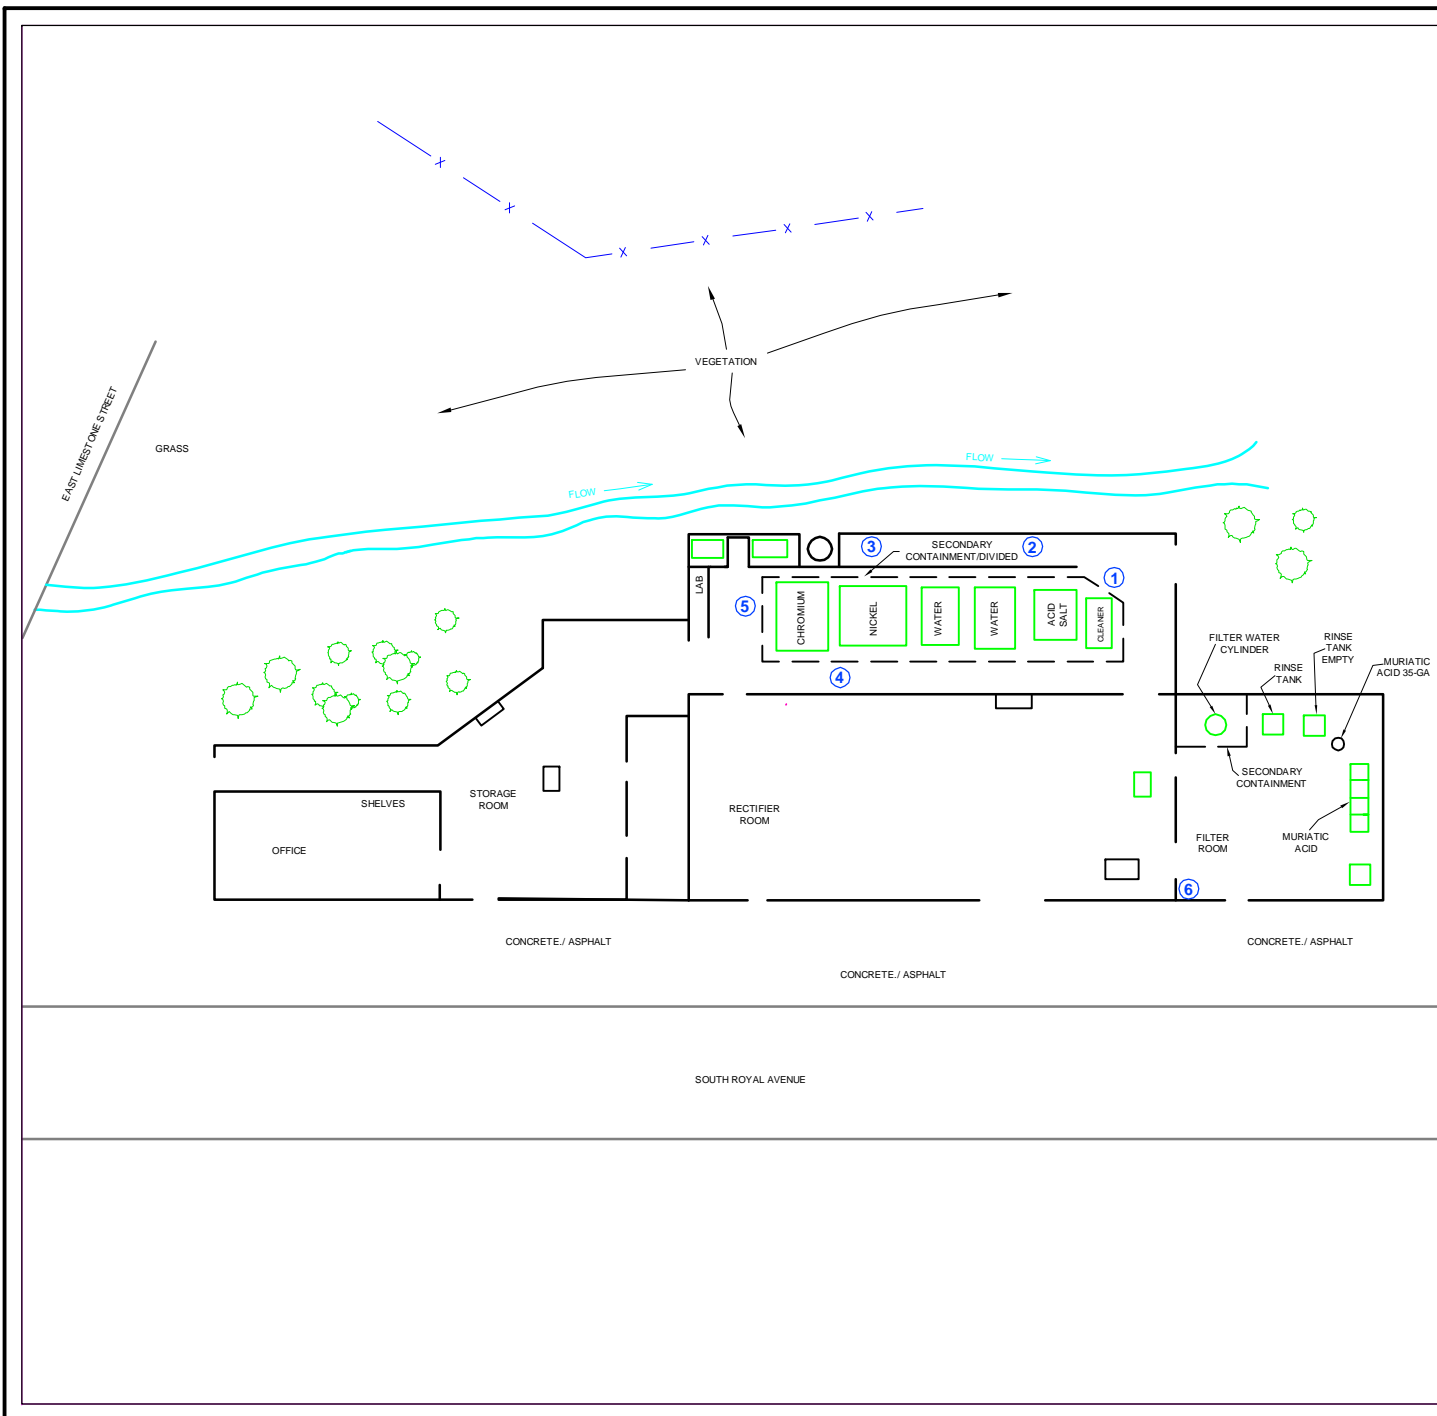 X
X
X
X
X
X
VEGETATION
EAST LIMESTONE STREET
GRASS
FLOW
FLOW
3
SECONDARY
CONTAINMENT/DIVIDED
2
1
LAB
5
CHROMIUM
NICKEL
WATER
WATER
ACID
SALT
CLEANER
4
FILTER WATER
CYLINDER
RINSE
TANK
EMPTY
RINSE
TANK
MURIATIC
ACID 35-GA
SECONDARY
CONTAINMENT
STORAGE
ROOM
SHELVES
RECTIFIER
ROOM
OFFICE
FILTER
ROOM
MURIATIC
ACID
6
CONCRETE./ ASPHALT
CONCRETE./ ASPHALT
CONCRETE./ ASPHALT
SOUTH ROYAL AVENUE